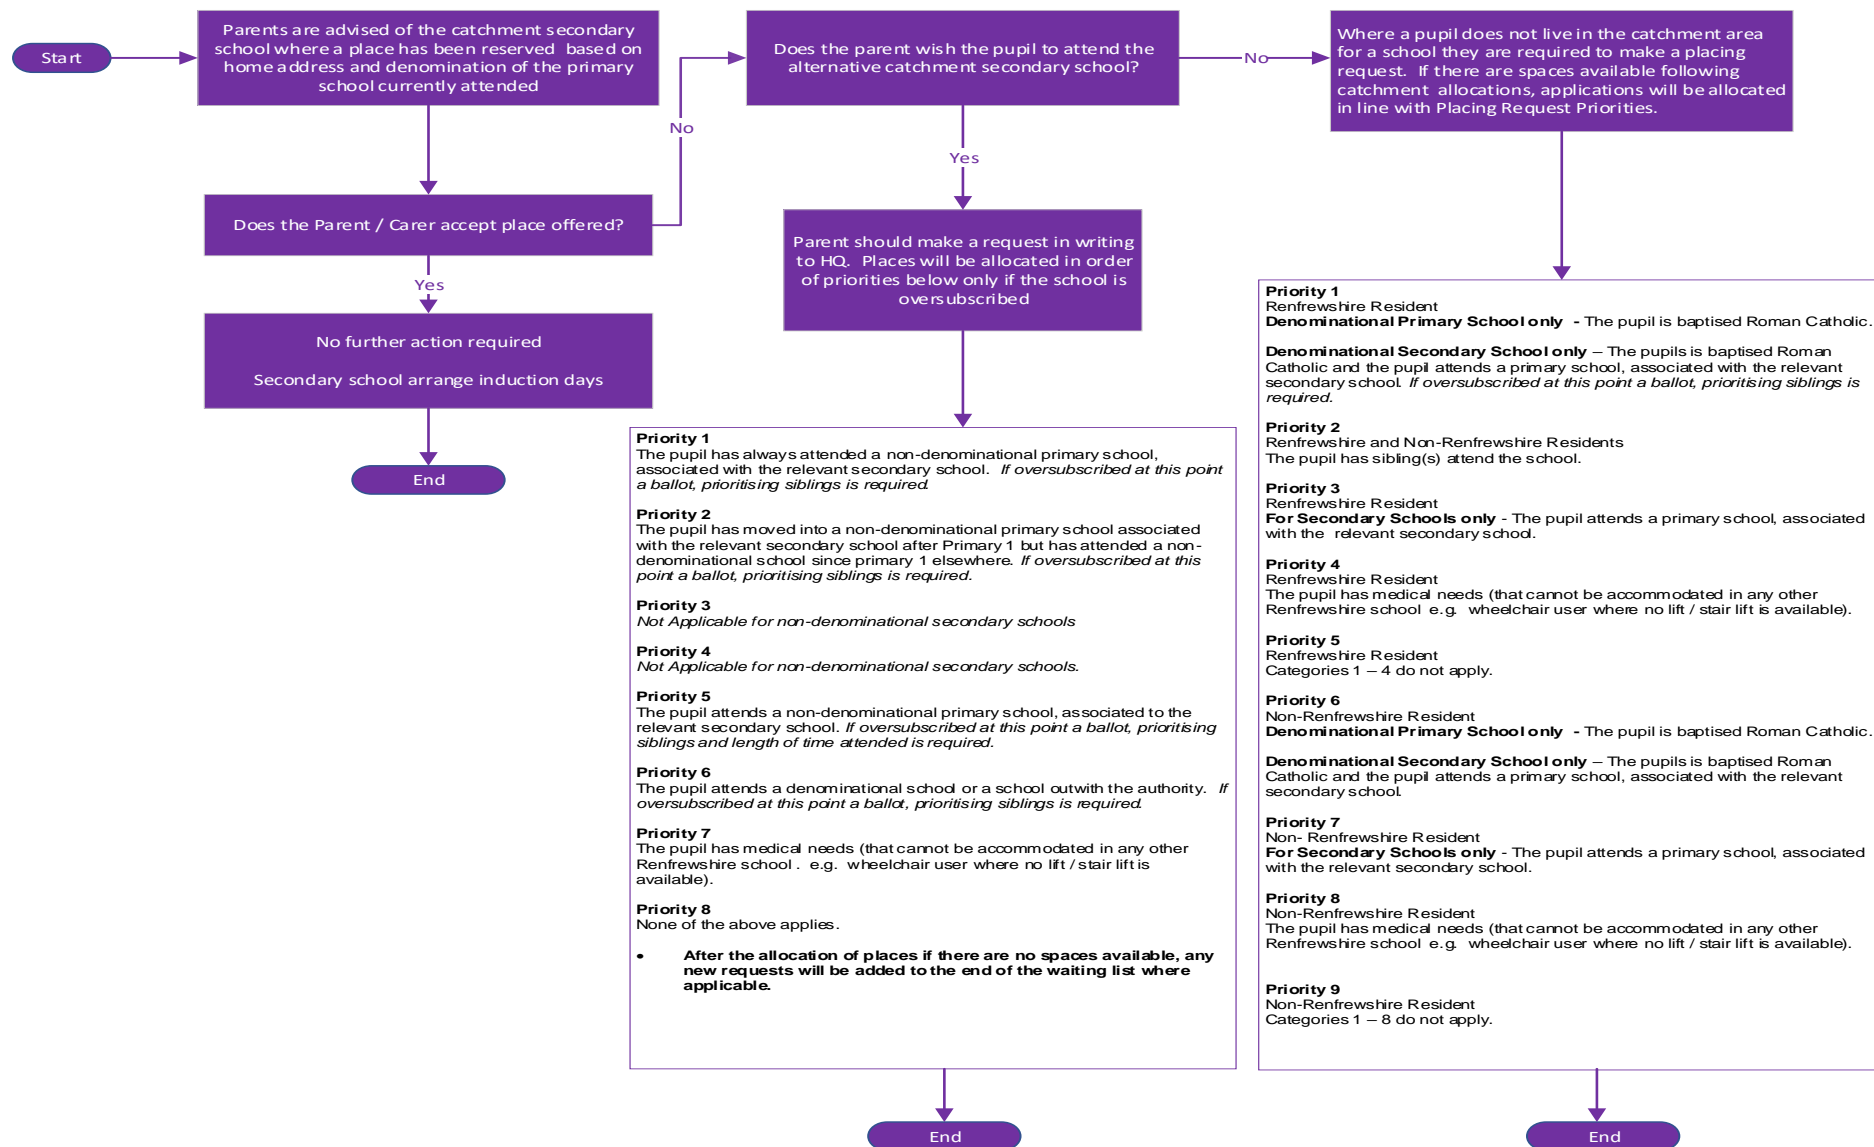 Start
Parents are advised of the catchment secondary
school where a place has been reserved based on
home address and denomination of the primary
school currently attended
Does the Parent / Carer accept place offered?
Yes
No further action required
Secondary school arrange induction days
End
No
Does the parent wish the pupil to attend the
alternative catchment secondary school?
Yes
Parent should make a request in writing
to HQ. Places will be allocated in order
of priorities below only if the school is
oversubscribed
Priority 1
The pupil has always attended a non-denominational primary school,
associated with the relevant secondary school. If oversubscribed at this point
a ballot, prioritising siblings is required.
Priority 2
The pupil has moved into a non-denominational primary school associated
with the relevant secondary school after Primary 1 but has attended a non-
denominational school since primary 1 elsewhere. If oversubscribed at this
point a ballot, prioritising siblings is required.
Priority 3
Not Applicable for non-denominational secondary schools
Priority 4
Not Applicable for non-denominational secondary schools.
Priority 5
The pupil attends a non-denominational primary school, associated to the
relevant secondary school. If oversubscribed at this point a ballot, prioritising
siblings and length of time attended is required.
Priority 6
The pupil attends a denominational school or a school outwith the authority. If
oversubscribed at this point a ballot, prioritising siblings is required.
Priority 7
The pupil has medical needs (that cannot be accommodated in any other
Renfrewshire school . e.g. wheelchair user where no lift / stair lift is
available).
Priority 8
None of the above applies.
• After the allocation of places if there are no spaces available, any
new requests will be added to the end of the waiting list where
applicable.
End
No
Where a pupil does not live in the catchment area
for a school they are required to make a placing
request. If there are spaces available following
catchment allocations, applications will be allocated
in line with Placing Request Priorities.
Priority 1
Renfrewshire Resident
Denominational Primary School only - The pupil is baptised Roman Catholic.
Denominational Secondary School only – The pupils is baptised Roman
Catholic and the pupil attends a primary school, associated with the relevant
secondary school. If oversubscribed at this point a ballot, prioritising siblings is
required.
Priority 2
Renfrewshire and Non-Renfrewshire Residents
The pupil has sibling(s) attend the school.
Priority 3
Renfrewshire Resident
For Secondary Schools only - The pupil attends a primary school, associated
with the relevant secondary school.
Priority 4
Renfrewshire Resident
The pupil has medical needs (that cannot be accommodated in any other
Renfrewshire school e.g. wheelchair user where no lift / stair lift is available).
Priority 5
Renfrewshire Resident
Categories 1 – 4 do not apply.
Priority 6
Non-Renfrewshire Resident
Denominational Primary School only - The pupil is baptised Roman Catholic.
Denominational Secondary School only – The pupils is baptised Roman
Catholic and the pupil attends a primary school, associated with the relevant
secondary school.
Priority 7
Non- Renfrewshire Resident
For Secondary Schools only - The pupil attends a primary school, associated
with the relevant secondary school.
Priority 8
Non-Renfrewshire Resident
The pupil has medical needs (that cannot be accommodated in any other
Renfrewshire school e.g. wheelchair user where no lift / stair lift is available).
Priority 9
Non-Renfrewshire Resident
Categories 1 – 8 do not apply.
End